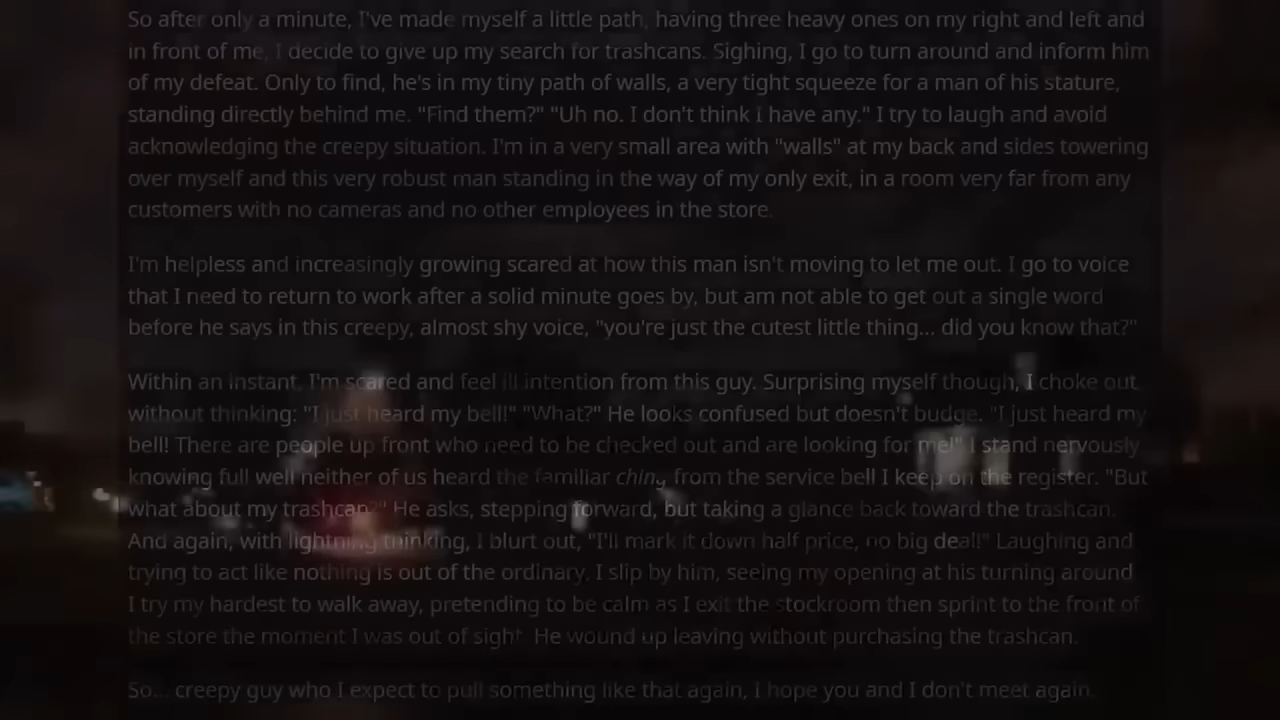 So after only a minute, I've made myself a little path, having three heavy ones on my right and left and
in front of me, I decide to give up my search for trashcans. Sighing, I go to turn around and inform him
of my defeat. Only to find, he's in my tiny path of walls, a very tight squeeze for a man of his stature,
standing directly behind me. "Find them?" "Uh no. I don't think I have any." I try to laugh and avoid
acknowledging the creepy situation. I'm in a very small area with "walls" at my back and sides towering
over myself and this very robust man standing in the way of my only exit, in a room very far from any
customers with no cameras and no other employees in the store.
I'm helpless and increasingly growing scared at how this man isn't moving to let me out. I go to voice
that I need to return to work after a solid minute goes by, but am not able to get out a single word
before he says in this creepy, almost shy voice, "you're just the cutest little thing... did you know that?"
Within an instant, I'm scared and feel ill intention from this guy. Surprising myself though, I choke out
without thinking: "I just heard my bell!" "What?" He looks confused but doesn't budge. "I just heard my
bell! There are people up front who need to be checked out and are looking for me!" I stand nervously
knowing full well neither of us heard the familiar ching from the service bell I keep on the register. "But
what about my trashcan?" He asks, stepping forward, but taking a glance back toward the trashcan.
And again, with lightning thinking, I blurt out, "I'll mark it down half price, no big deal!" Laughing and
trying to act like nothing is out of the ordinary, I slip by him, seeing my opening at his turning around
I try my hardest to walk away, pretending to be calm as I exit the stockroom then sprint to the front of
the store the moment I was out of sight. He wound up leaving without purchasing the trashcan.
So... creepy guy who I expect to pull something like that again, I hope you and I don't meet again.